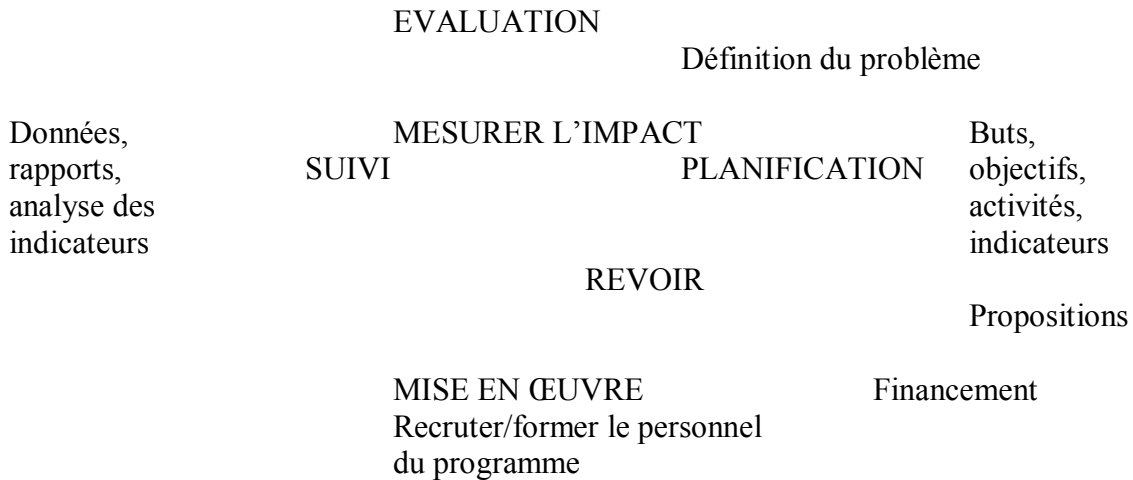 EVALUATION
Définition du problème
Données, MESURER L’IMPACT Buts,
rapports, SUIVI PLANIFICATION objectifs,
analyse des activités,
indicateurs indicateurs
REVOIR
Propositions
MISE EN ŒUVRE Financement
Recruter/former le personnel
du programme